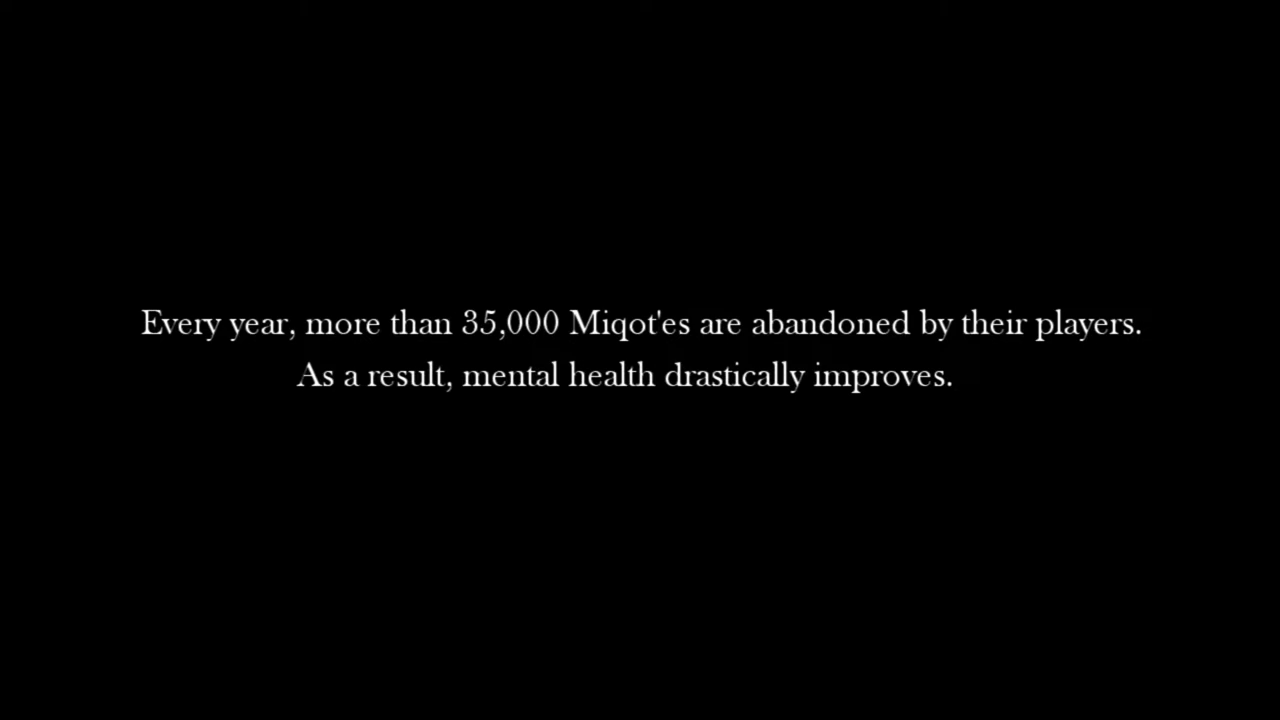 Every year, more than 35,000 Miqot'es are abandoned by their players.
As a result, mental health drastically improves.